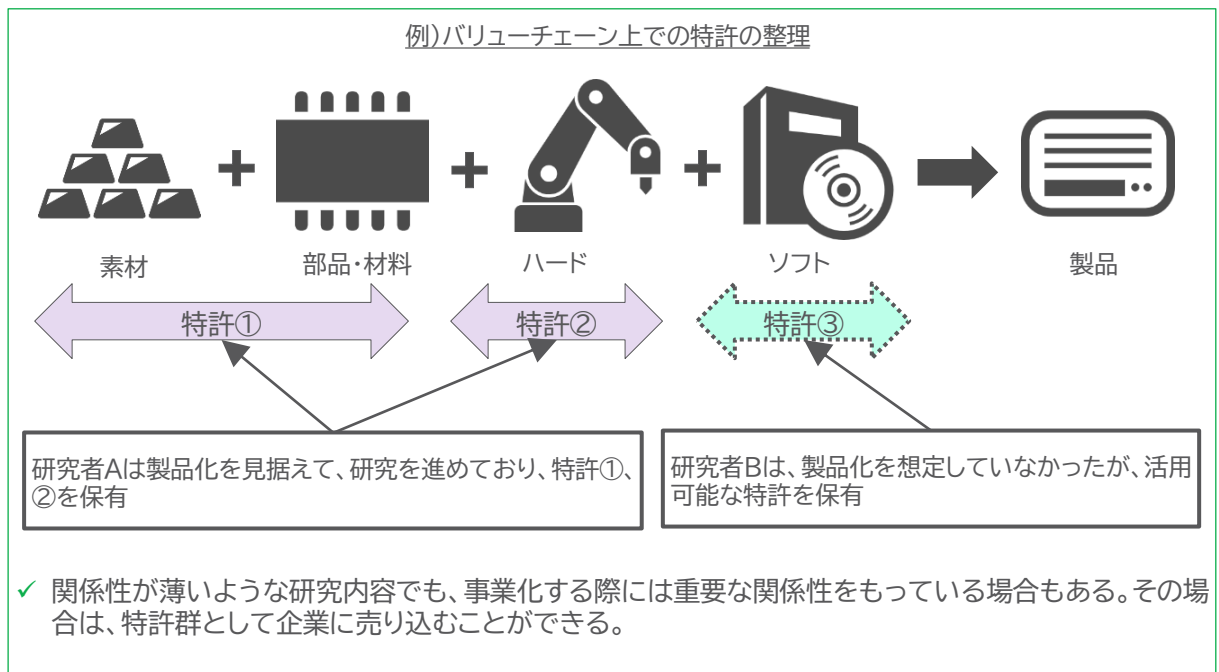 例)バリューチェーン上での特許の整理
素材
部品・材料
ハード
ソフト
製品
特許①
特許②
特許③
研究者Aは製品化を見据えて、研究を進めており、特許①、
②を保有
研究者Bは、製品化を想定していなかったが、活用
可能な特許を保有
✓ 関係性が薄いような研究内容でも、事業化する際には重要な関係性をもっている場合もある。その場
合は、特許群として企業に売り込むことができる。